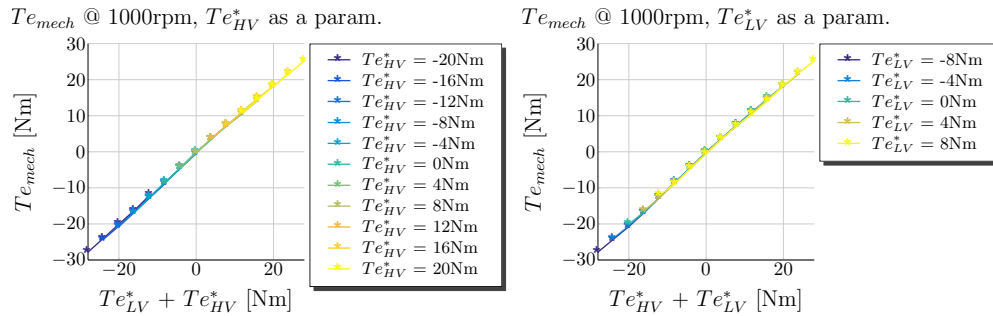 Te_mech @ 1000rpm, Te*_HV as a param.
30
20
10
0
−10
−20
−30
−20
0
20
Te_mech [Nm]
Te*_LV + Te*_HV [Nm]
Te*_HV = -20Nm
Te*_HV = -16Nm
Te*_HV = -12Nm
Te*_HV = -8Nm
Te*_HV = -4Nm
Te*_HV = 0Nm
Te*_HV = 4Nm
Te*_HV = 8Nm
Te*_HV = 12Nm
Te*_HV = 16Nm
Te*_HV = 20Nm
Te_mech @ 1000rpm, Te*_LV as a param.
30
20
10
0
−10
−20
−30
−20
0
20
Te_mech [Nm]
Te*_HV + Te*_LV [Nm]
Te*_LV = -8Nm
Te*_LV = -4Nm
Te*_LV = 0Nm
Te*_LV = 4Nm
Te*_LV = 8Nm